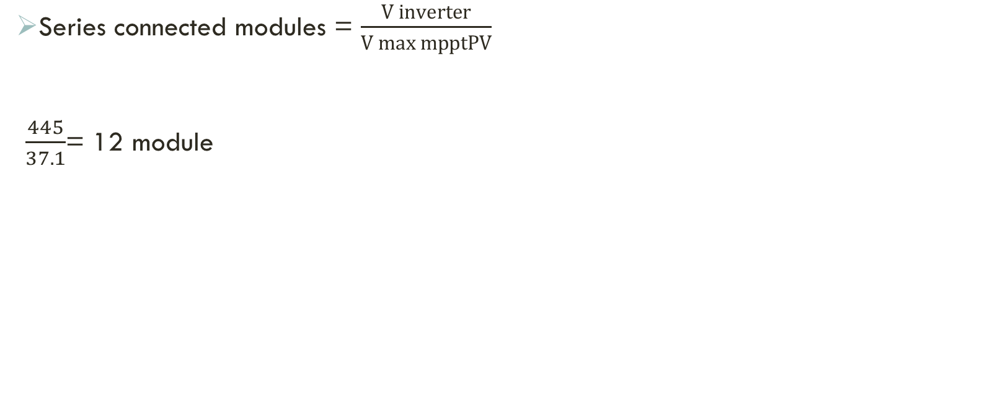 ➢Series connected modules = V inverter / V max mpptPV
445 / 37.1 = 12 module